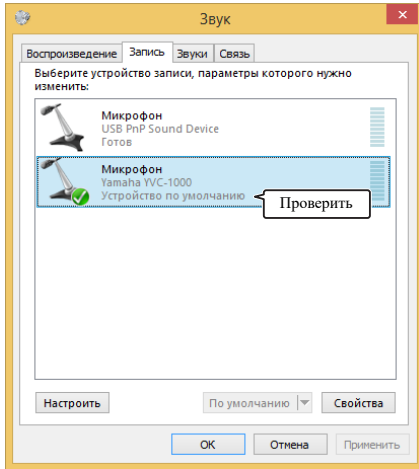 Звук
Воспроизведение Запись Звуки Связь
Выберите устройство записи, параметры которого нужно
изменить:
Микрофон
USB PnP Sound Device
Готов
Микрофон
Yamaha YVC-1000
Устройство по умолчанию
Проверить
Настроить По умолчанию Свойства
ОК Отмена Применить